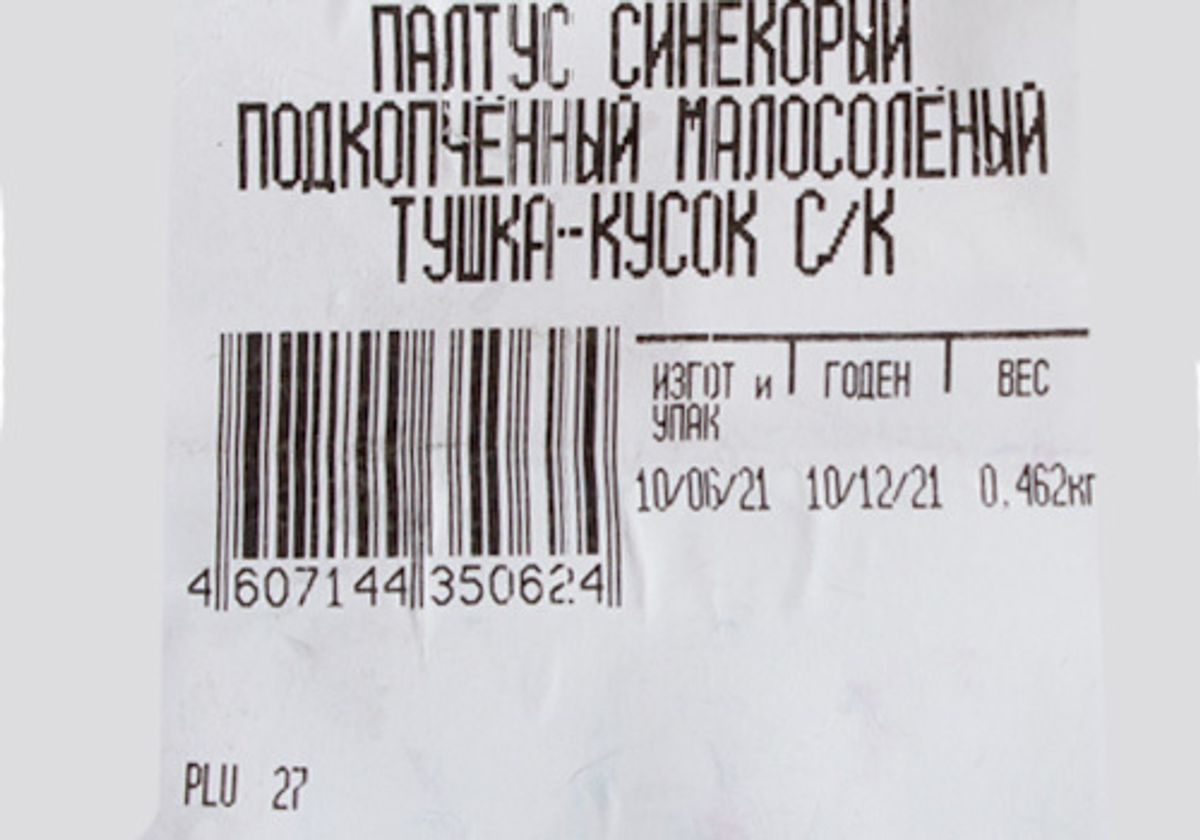 ПАЛТУС СИНЕКОРЫЙ
ПОДКОПЧЁННЫЙ МАЛОСОЛЁНЫЙ
ТУШКА-КУСОК С/К
ИЗГОТ и ГОДЕН ВЕС
УПАК
10/06/21 10/12/21 0.462кг
4 607144 350624
PLU 27